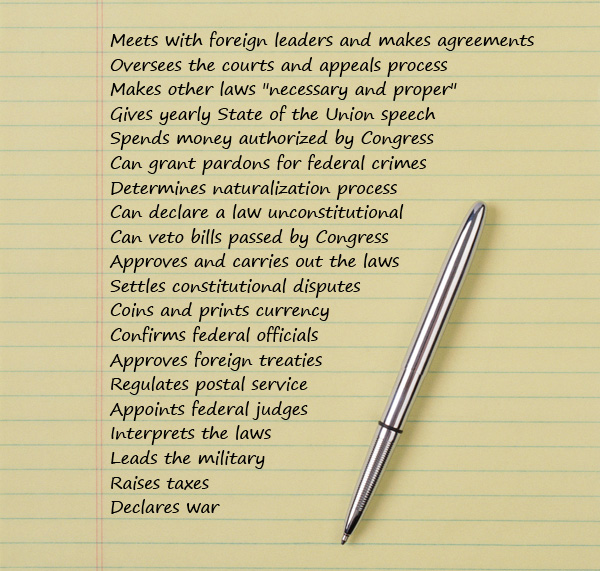 Meets with foreign leaders and makes agreements
Oversees the courts and appeals process
Makes other laws "necessary and proper"
Gives yearly State of the Union speech
Spends money authorized by Congress
Can grant pardons for federal crimes
Determines naturalization process
Can declare a law unconstitutional
Can veto bills passed by Congress
Approves and carries out the laws
Settles constitutional disputes
Coins and prints currency
Confirms federal officials
Approves foreign treaties
Regulates postal service
Appoints federal judges
Interprets the laws
Leads the military
Raises taxes
Declares war